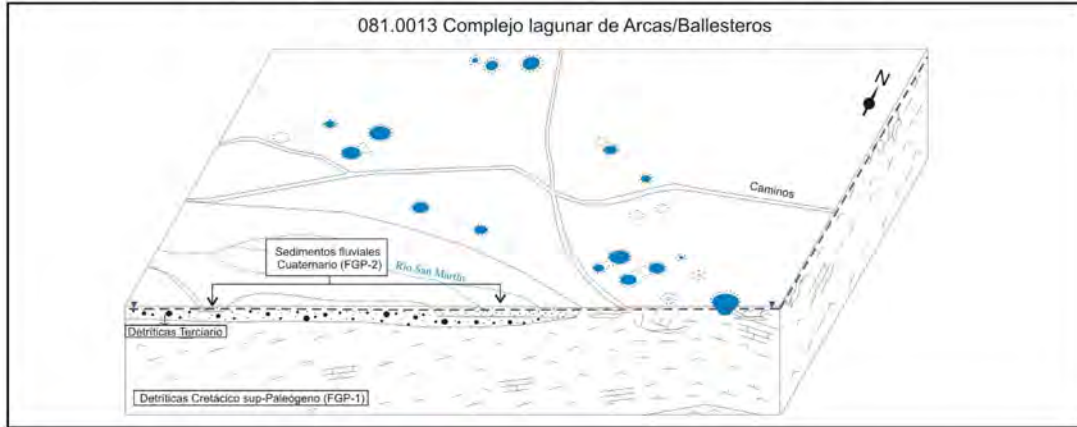 081.0013 Complejo lagunar de Arcas/Ballesteros
N
Caminos
Sedimentos fluviales
Cuaternario (FGP-2)
Río San Martín
Detríticas Terciario
Detríticas Cretácico sup-Paleógeno (FGP-1)